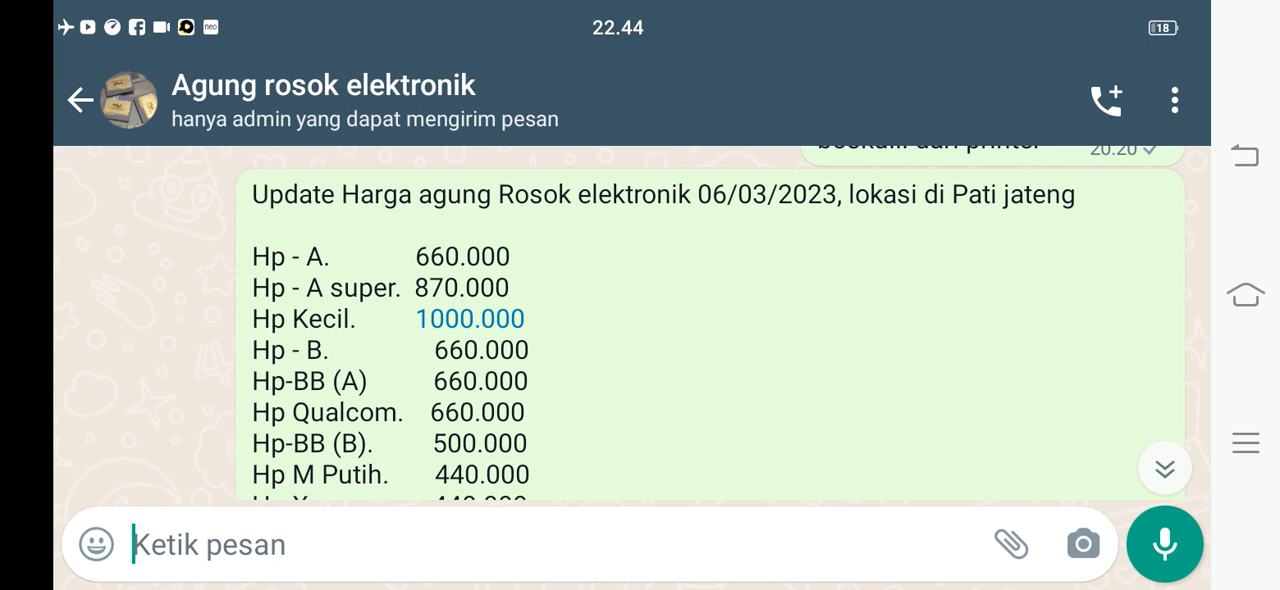 22.44
18
neo
Agung rosok elektronik
hanya admin yang dapat mengirim pesan
20.20
Update Harga agung Rosok elektronik 06/03/2023, lokasi di Pati jateng
Hp - A. 660.000
Hp - A super. 870.000
Hp Kecil. 1000.000
Hp - B. 660.000
Hp-BB (A) 660.000
Hp Qualcom. 660.000
Hp-BB (B). 500.000
Hp M Putih. 440.000
Ketik pesan